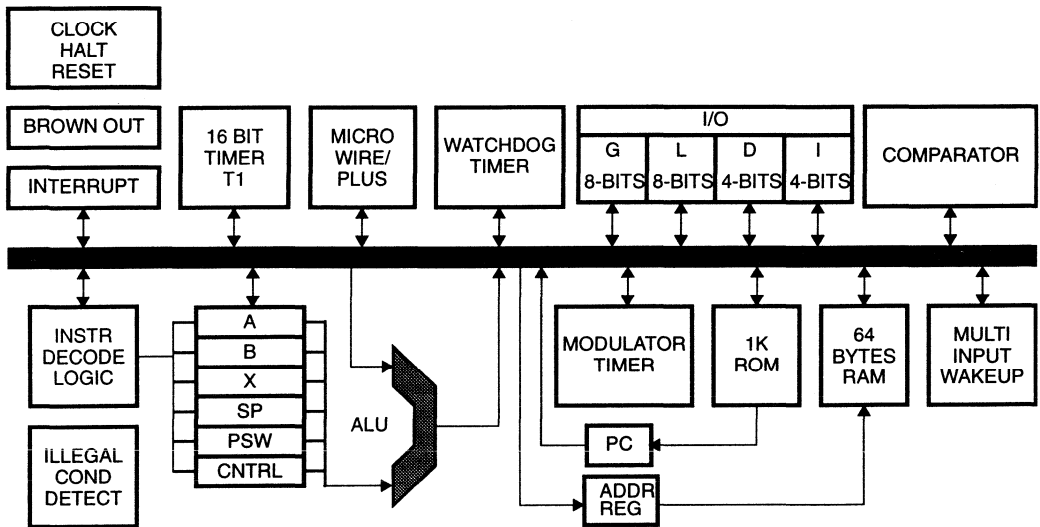 CLOCK
HALT
RESET
BROWN OUT
INTERRUPT
16 BIT
TIMER
T1
MICRO
WIRE/
PLUS
WATCHDOG
TIMER
I/O
G
8-BITS
L
8-BITS
D
4-BITS
I
4-BITS
COMPARATOR
INSTR
DECODE
LOGIC
A
B
X
SP
PSW
CNTRL
ALU
MODULATOR
TIMER
1K
ROM
64
BYTES
RAM
MULTI
INPUT
WAKEUP
ILLEGAL
COND
DETECT
PC
ADDR
REG